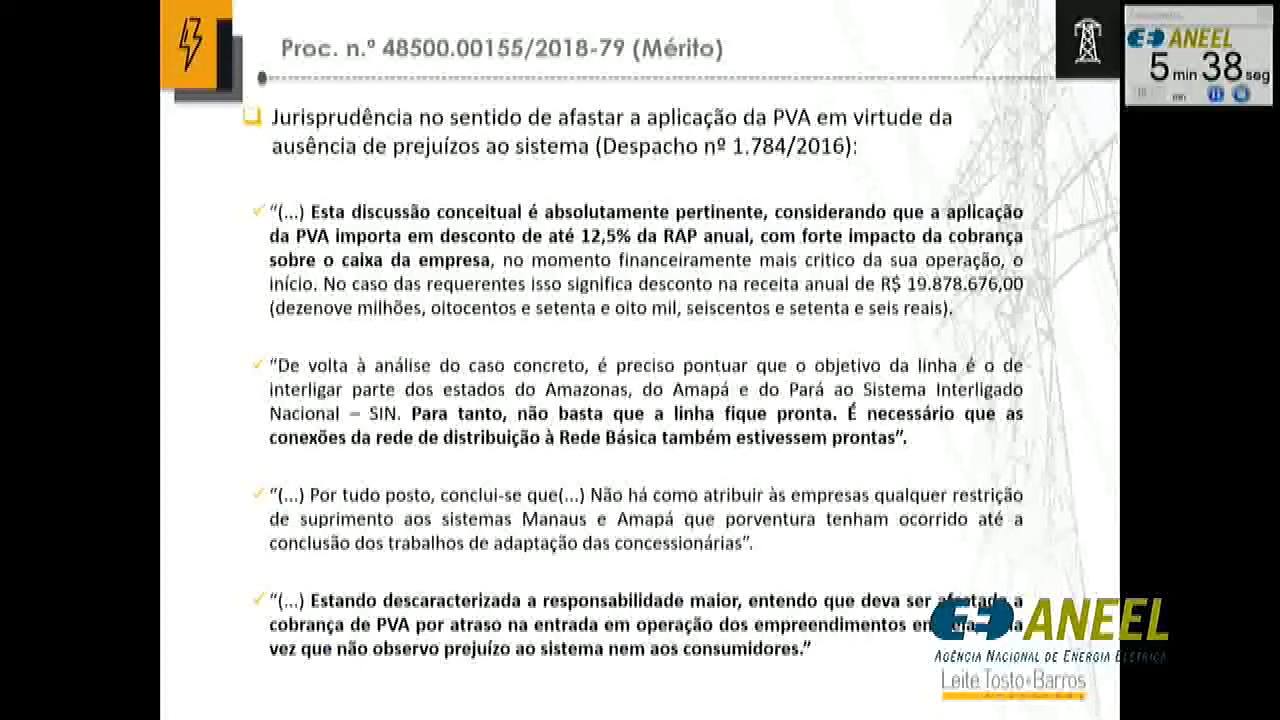 Proc. n.º 48500.00155/2018-79 (Mérito)
ANEEL
5 min 38 seg
min
Jurisprudência no sentido de afastar a aplicação da PVA em virtude da
ausência de prejuízos ao sistema (Despacho nº 1.784/2016):
“(...) Esta discussão conceitual é absolutamente pertinente, considerando que a aplicação
da PVA importa em desconto de até 12,5% da RAP anual, com forte impacto da cobrança
sobre o caixa da empresa, no momento financeiramente mais critico da sua operação, o
início. No caso das requerentes isso significa desconto na receita anual de R$ 19.878.676,00
(dezenove milhões, oitocentos e setenta e oito mil, seiscentos e setenta e seis reais).
“De volta à análise do caso concreto, é preciso pontuar que o objetivo da linha é o de
interligar parte dos estados do Amazonas, do Amapá e do Pará ao Sistema Interligado
Nacional – SIN. Para tanto, não basta que a linha fique pronta. É necessário que as
conexões da rede de distribuição à Rede Básica também estivessem prontas”.
“(...) Por tudo posto, conclui-se que(...) Não há como atribuir às empresas qualquer restrição
de suprimento aos sistemas Manaus e Amapá que porventura tenham ocorrido até a
conclusão dos trabalhos de adaptação das concessionárias”.
“(...) Estando descaracterizada a responsabilidade maior, entendo que deva ser afastada a
cobrança de PVA por atraso na entrada em operação dos empreendimentos
vez que não observo prejuízo ao sistema nem aos consumidores.”
ANEEL
AGÊNCIA NACIONAL DE ENERGIA ELÉTRICA
Leite Tosto e Barros